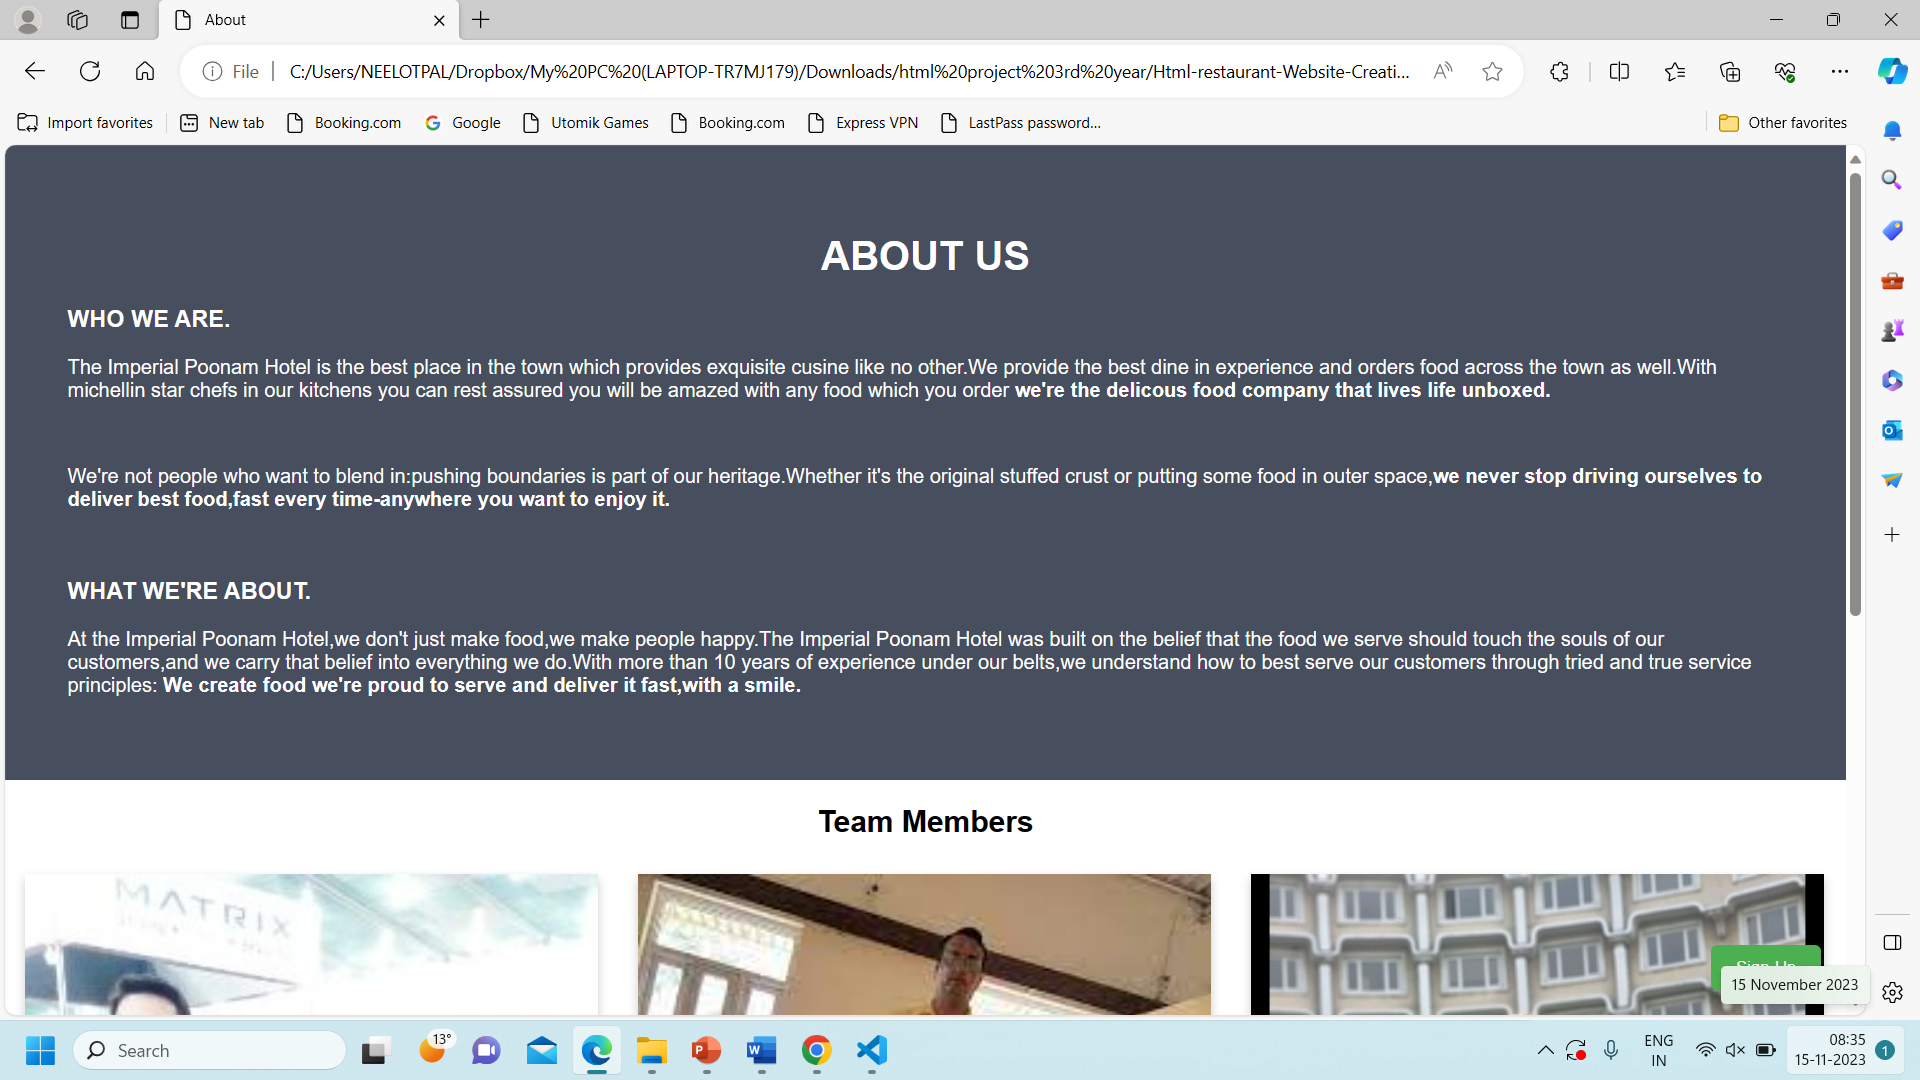 About
File
C:/Users/NEELOTPAL/Dropbox/My%20PC%20(LAPTOP-TR7MJ179)/Downloads/html%20project%203rd%20year/Html-restaurant-Website-Creati...
Import favorites
New tab
Booking.com
Google
Utomik Games
Booking.com
Express VPN
LastPass password...
Other favorites
ABOUT US
WHO WE ARE.
The Imperial Poonam Hotel is the best place in the town which provides exquisite cusine like no other.We provide the best dine in experience and orders food across the town as well.With
michellin star chefs in our kitchens you can rest assured you will be amazed with any food which you order we're the delicous food company that lives life unboxed.
We're not people who want to blend in:pushing boundaries is part of our heritage.Whether it's the original stuffed crust or putting some food in outer space,we never stop driving ourselves to
deliver best food,fast every time-anywhere you want to enjoy it.
WHAT WE'RE ABOUT.
At the Imperial Poonam Hotel,we don't just make food,we make people happy.The Imperial Poonam Hotel was built on the belief that the food we serve should touch the souls of our
customers,and we carry that belief into everything we do.With more than 10 years of experience under our belts,we understand how to best serve our customers through tried and true service
principles: We create food we're proud to serve and deliver it fast,with a smile.
Team Members
MATRIX
Sign Up
15 November 2023
Search
13°
ENG
IN
08:35
15-11-2023
1